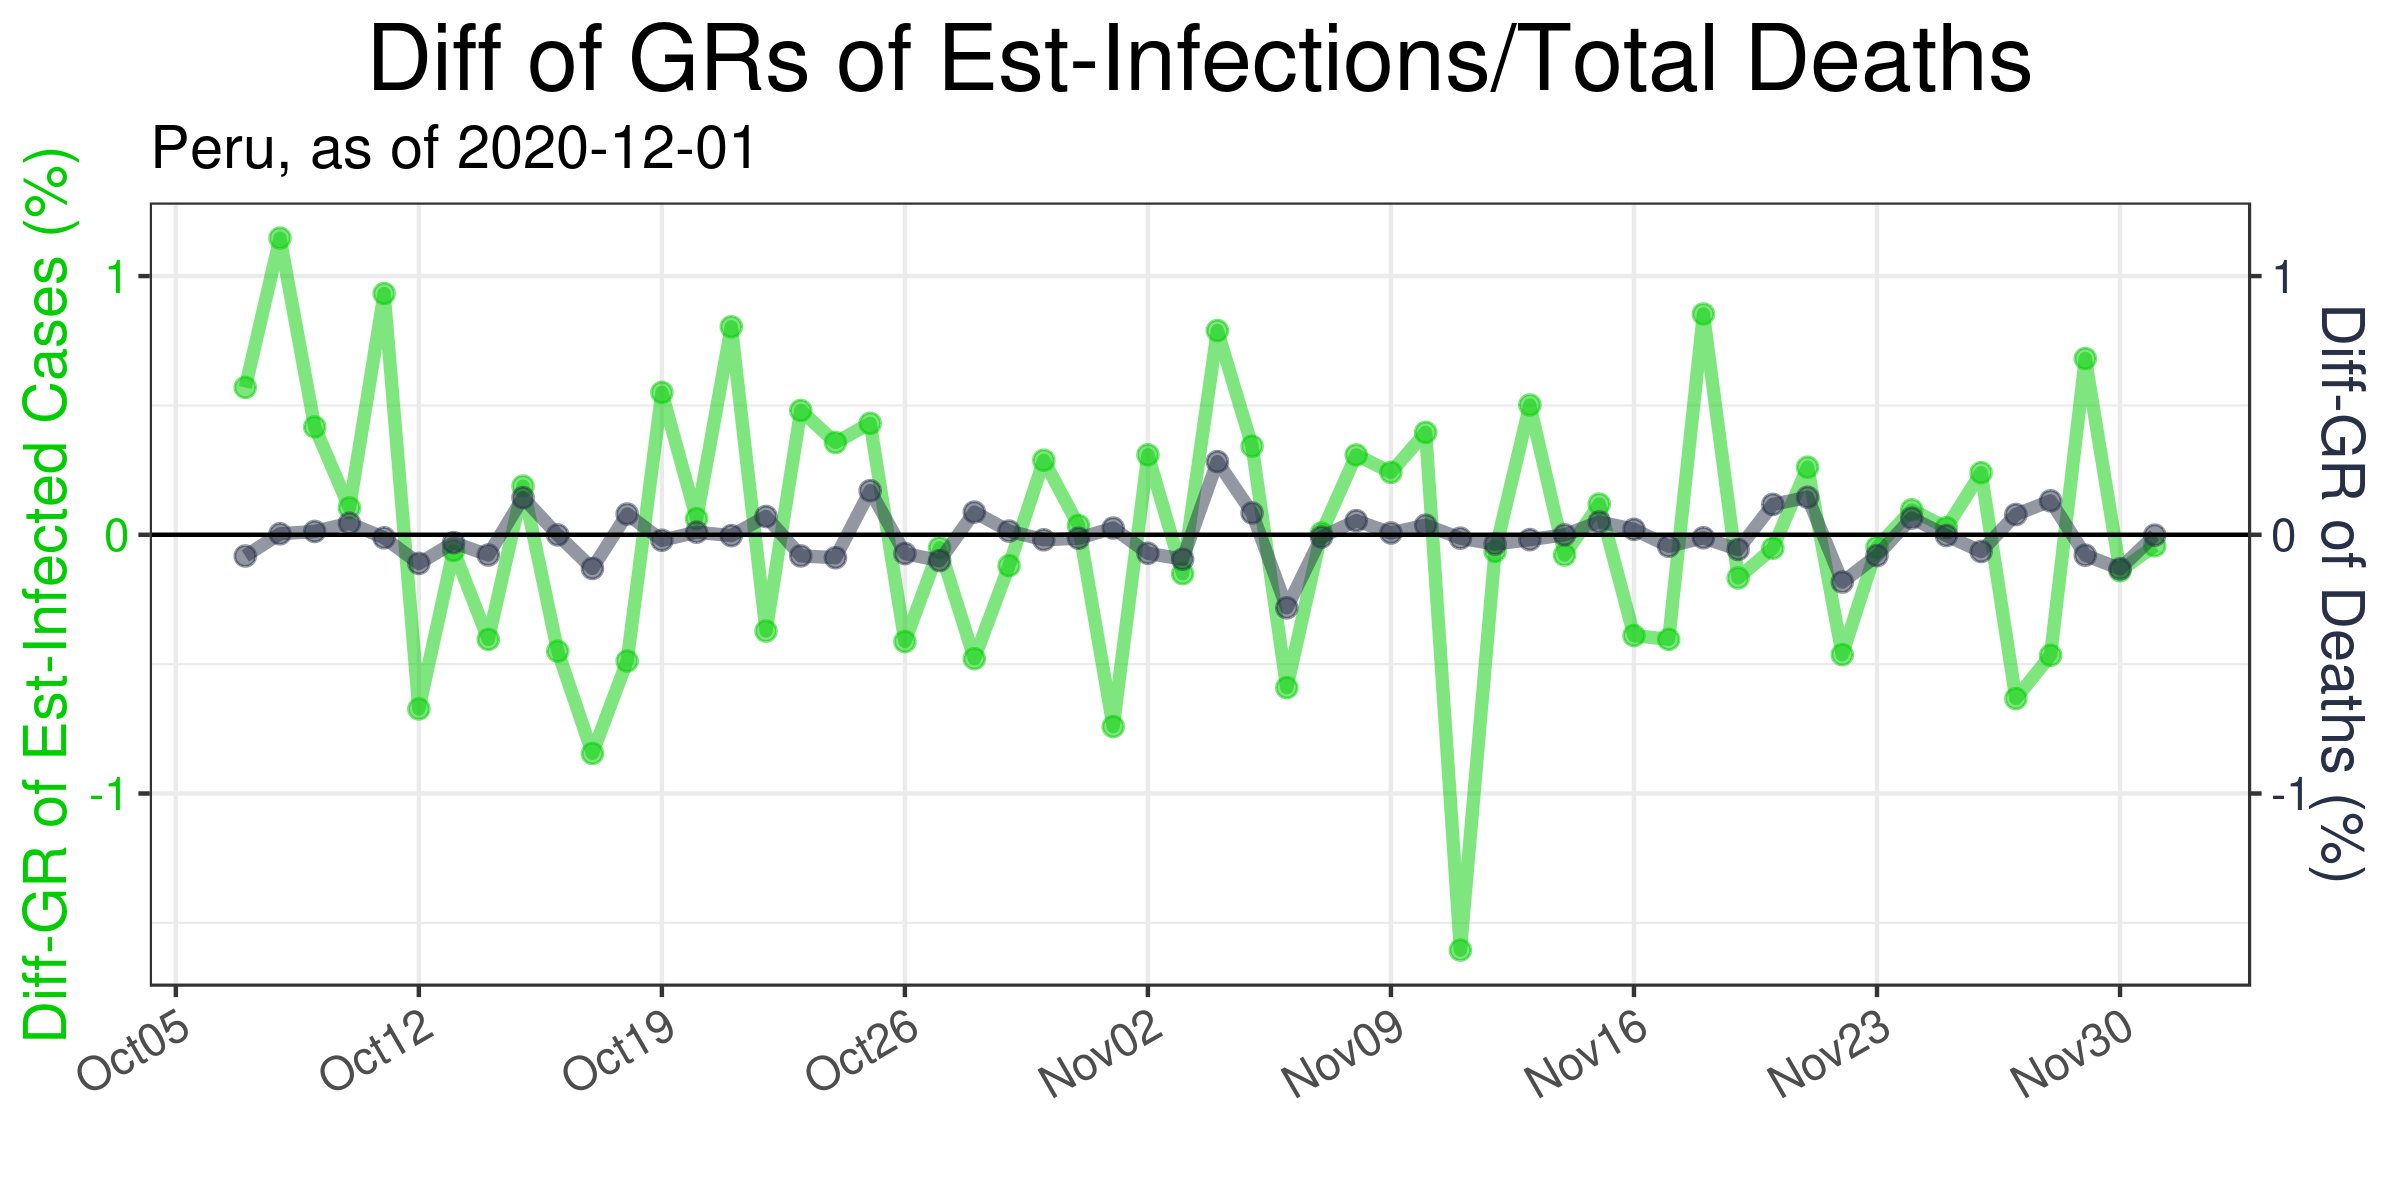 Diff of GRs of Est-Infections/Total Deaths
Peru, as of 2020-12-01
Diff-GR of Est-Infected Cases (%)
1
0
-1
1
0
-1
Diff-GR of Deaths (%)
Oct05
Oct12
Oct19
Oct26
Nov02
Nov09
Nov16
Nov23
Nov30